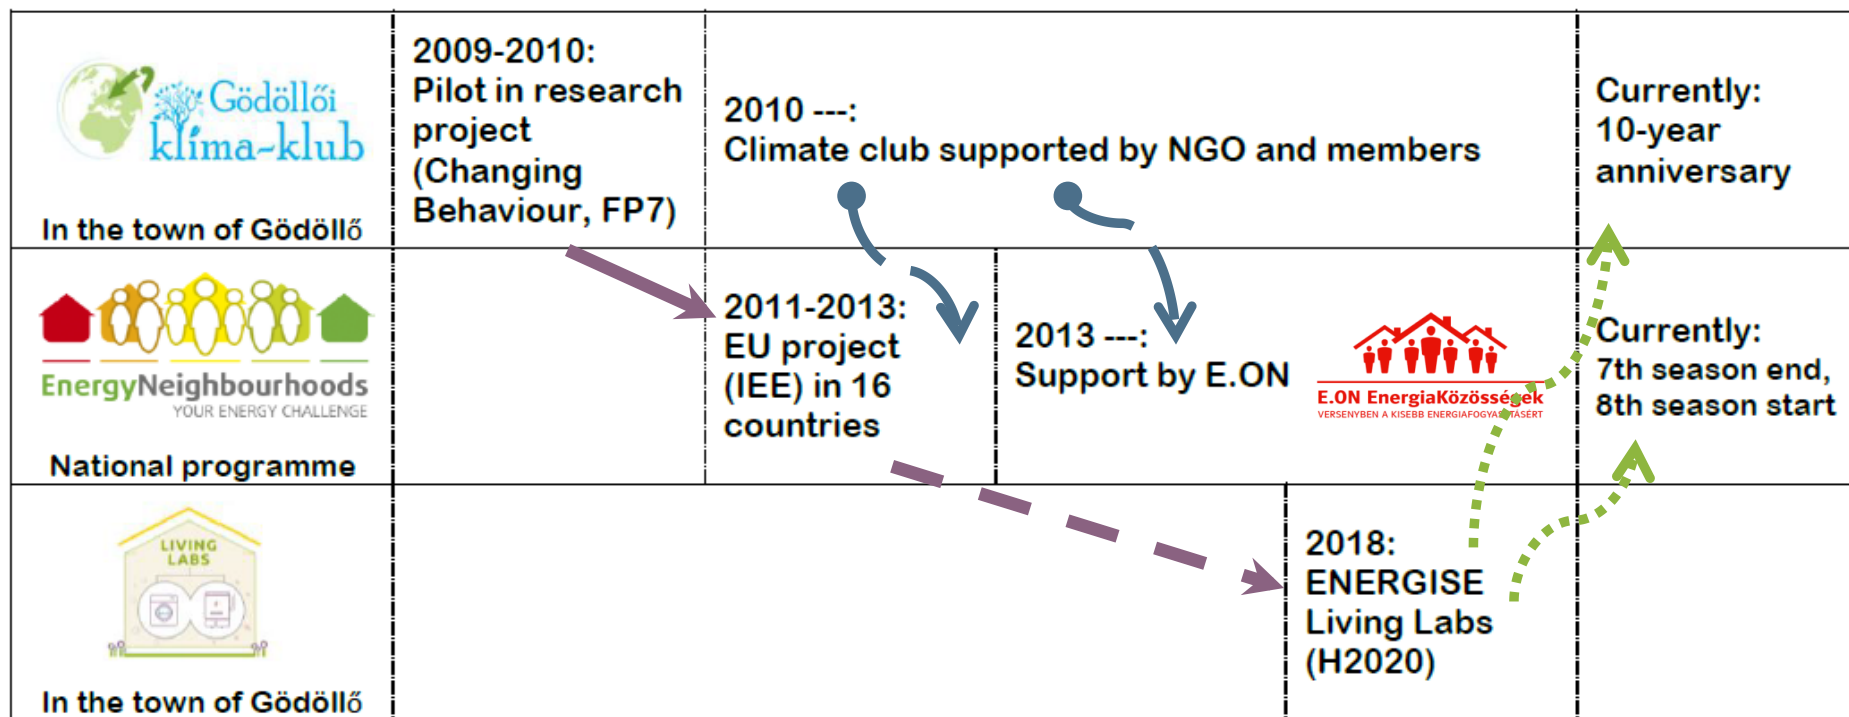 Gödöllői
klíma-klub
In the town of Gödöllő
2009-2010:
Pilot in research
project
(Changing
Behaviour, FP7)
2010 ---:
Climate club supported by NGO and members
Currently:
10-year
anniversary
EnergyNeighbourhoods
YOUR ENERGY CHALLENGE
National programme
2011-2013:
EU project
(IEE) in 16
countries
2013 ---:
Support by E.ON
E.ON EnergiaKözösségek
VERSENYBEN A KISEBB ENERGIAFOGYASZTÁSÉRT
Currently:
7th season end,
8th season start
LIVING
LABS
In the town of Gödöllő
2018:
ENERGISE
Living Labs
(H2020)